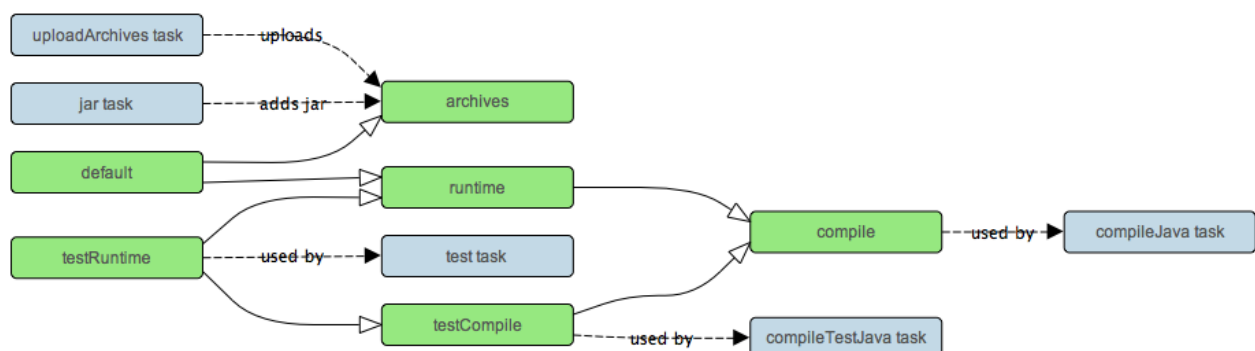 uploadArchives task
uploads
jar task
adds jar
archives
default
runtime
testRuntime
used by
test task
compile
used by
compileJava task
testCompile
used by
compileTestJava task